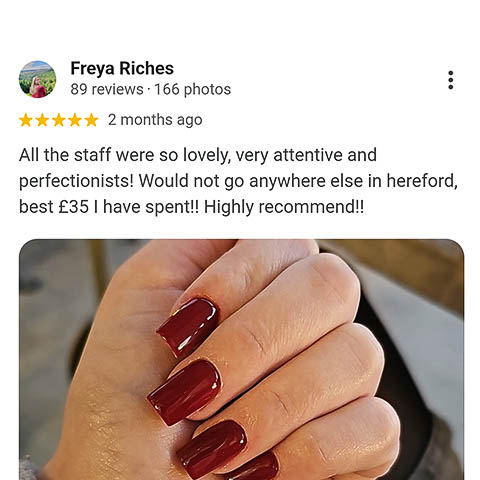 Freya Riches
89 reviews · 166 photos
2 months ago
All the staff were so lovely, very attentive and
perfectionists! Would not go anywhere else in hereford,
best £35 I have spent!! Highly recommend!!